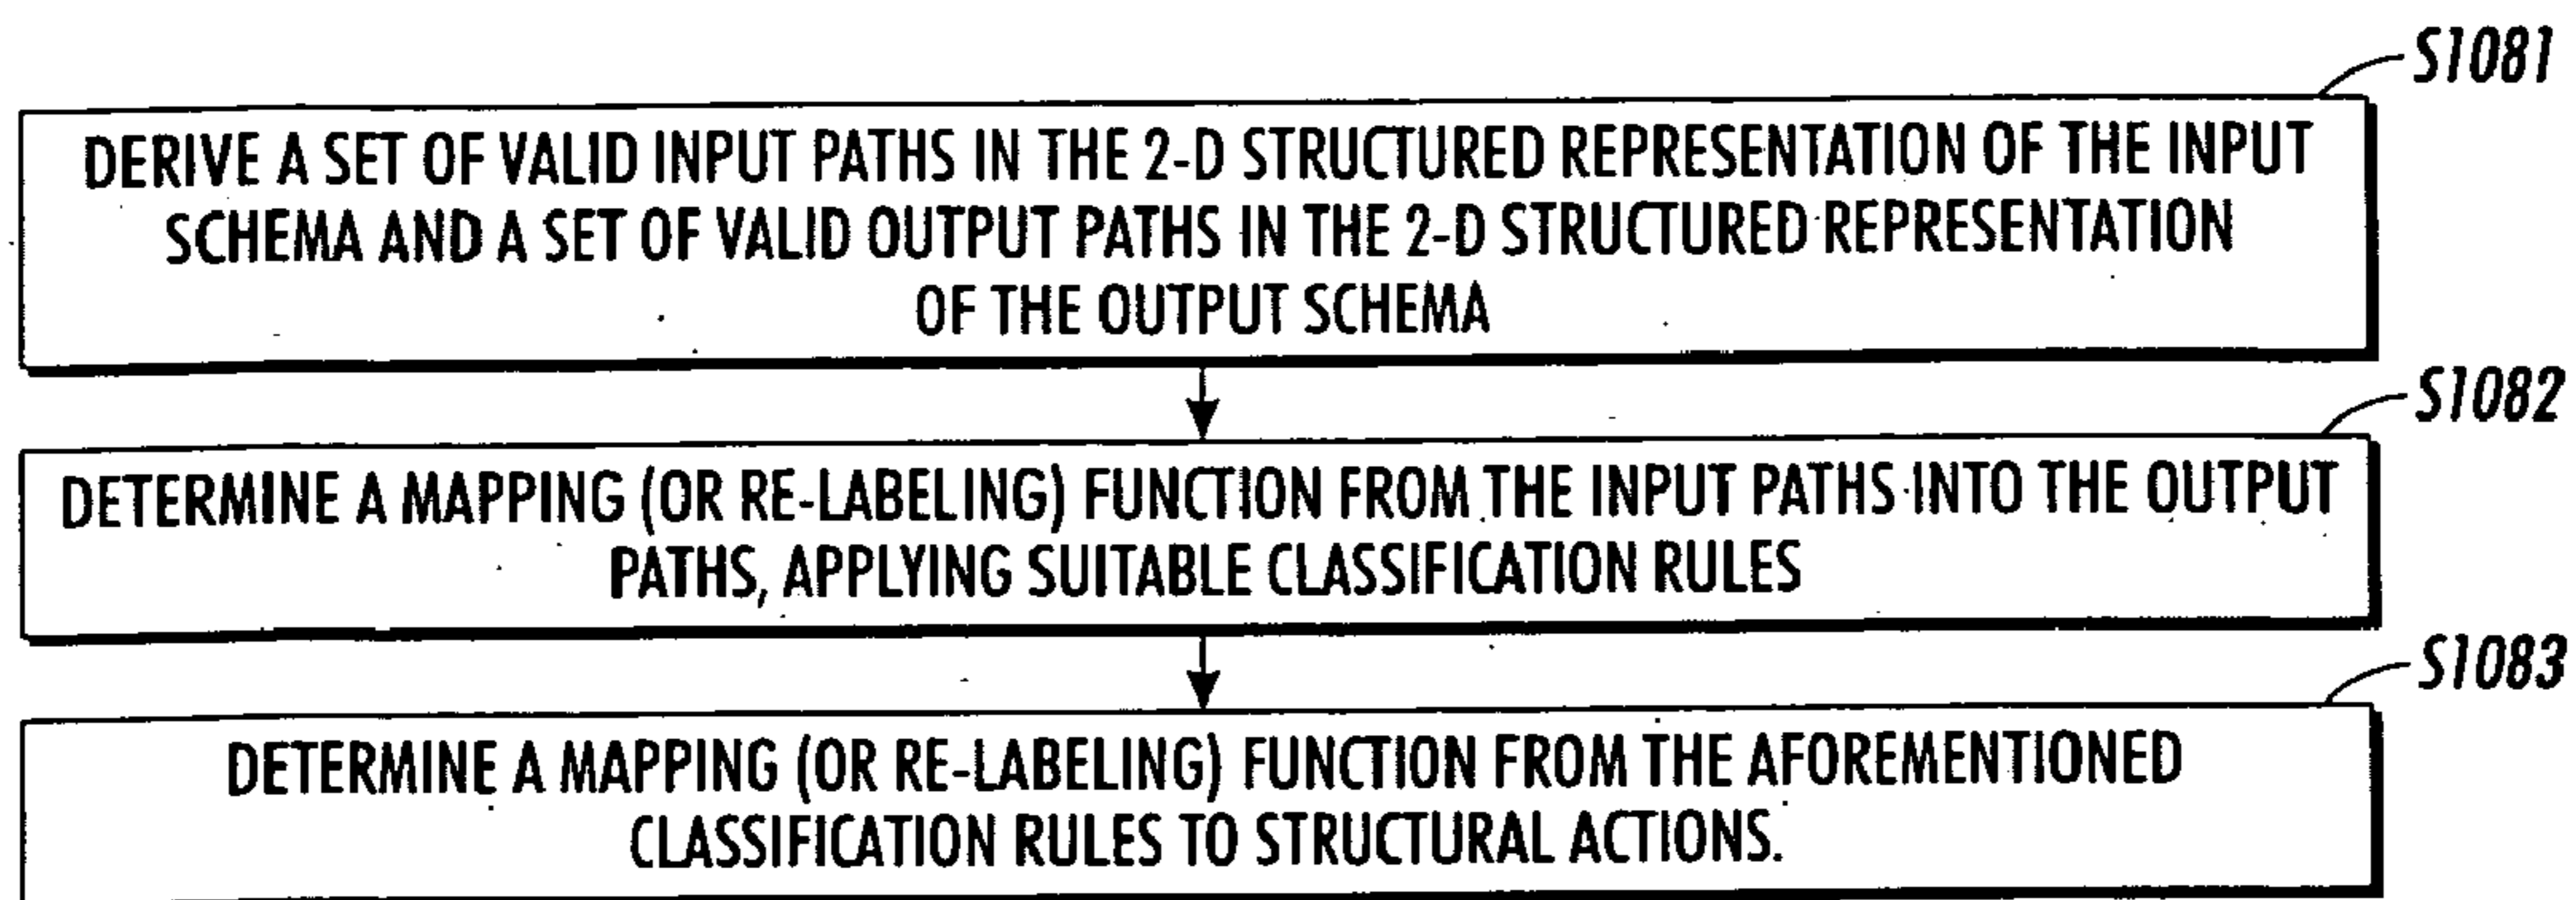 S1081
DERIVE A SET OF VALID INPUT PATHS IN THE 2-D STRUCTURED REPRESENTATION OF THE INPUT
SCHEMA AND A SET OF VALID OUTPUT PATHS IN THE 2-D STRUCTURED REPRESENTATION
OF THE OUTPUT SCHEMA
S1082
DETERMINE A MAPPING (OR RE-LABELING) FUNCTION FROM THE INPUT PATHS INTO THE OUTPUT
PATHS, APPLYING SUITABLE CLASSIFICATION RULES
S1083
DETERMINE A MAPPING (OR RE-LABELING) FUNCTION FROM THE AFOREMENTIONED
CLASSIFICATION RULES TO STRUCTURAL ACTIONS.